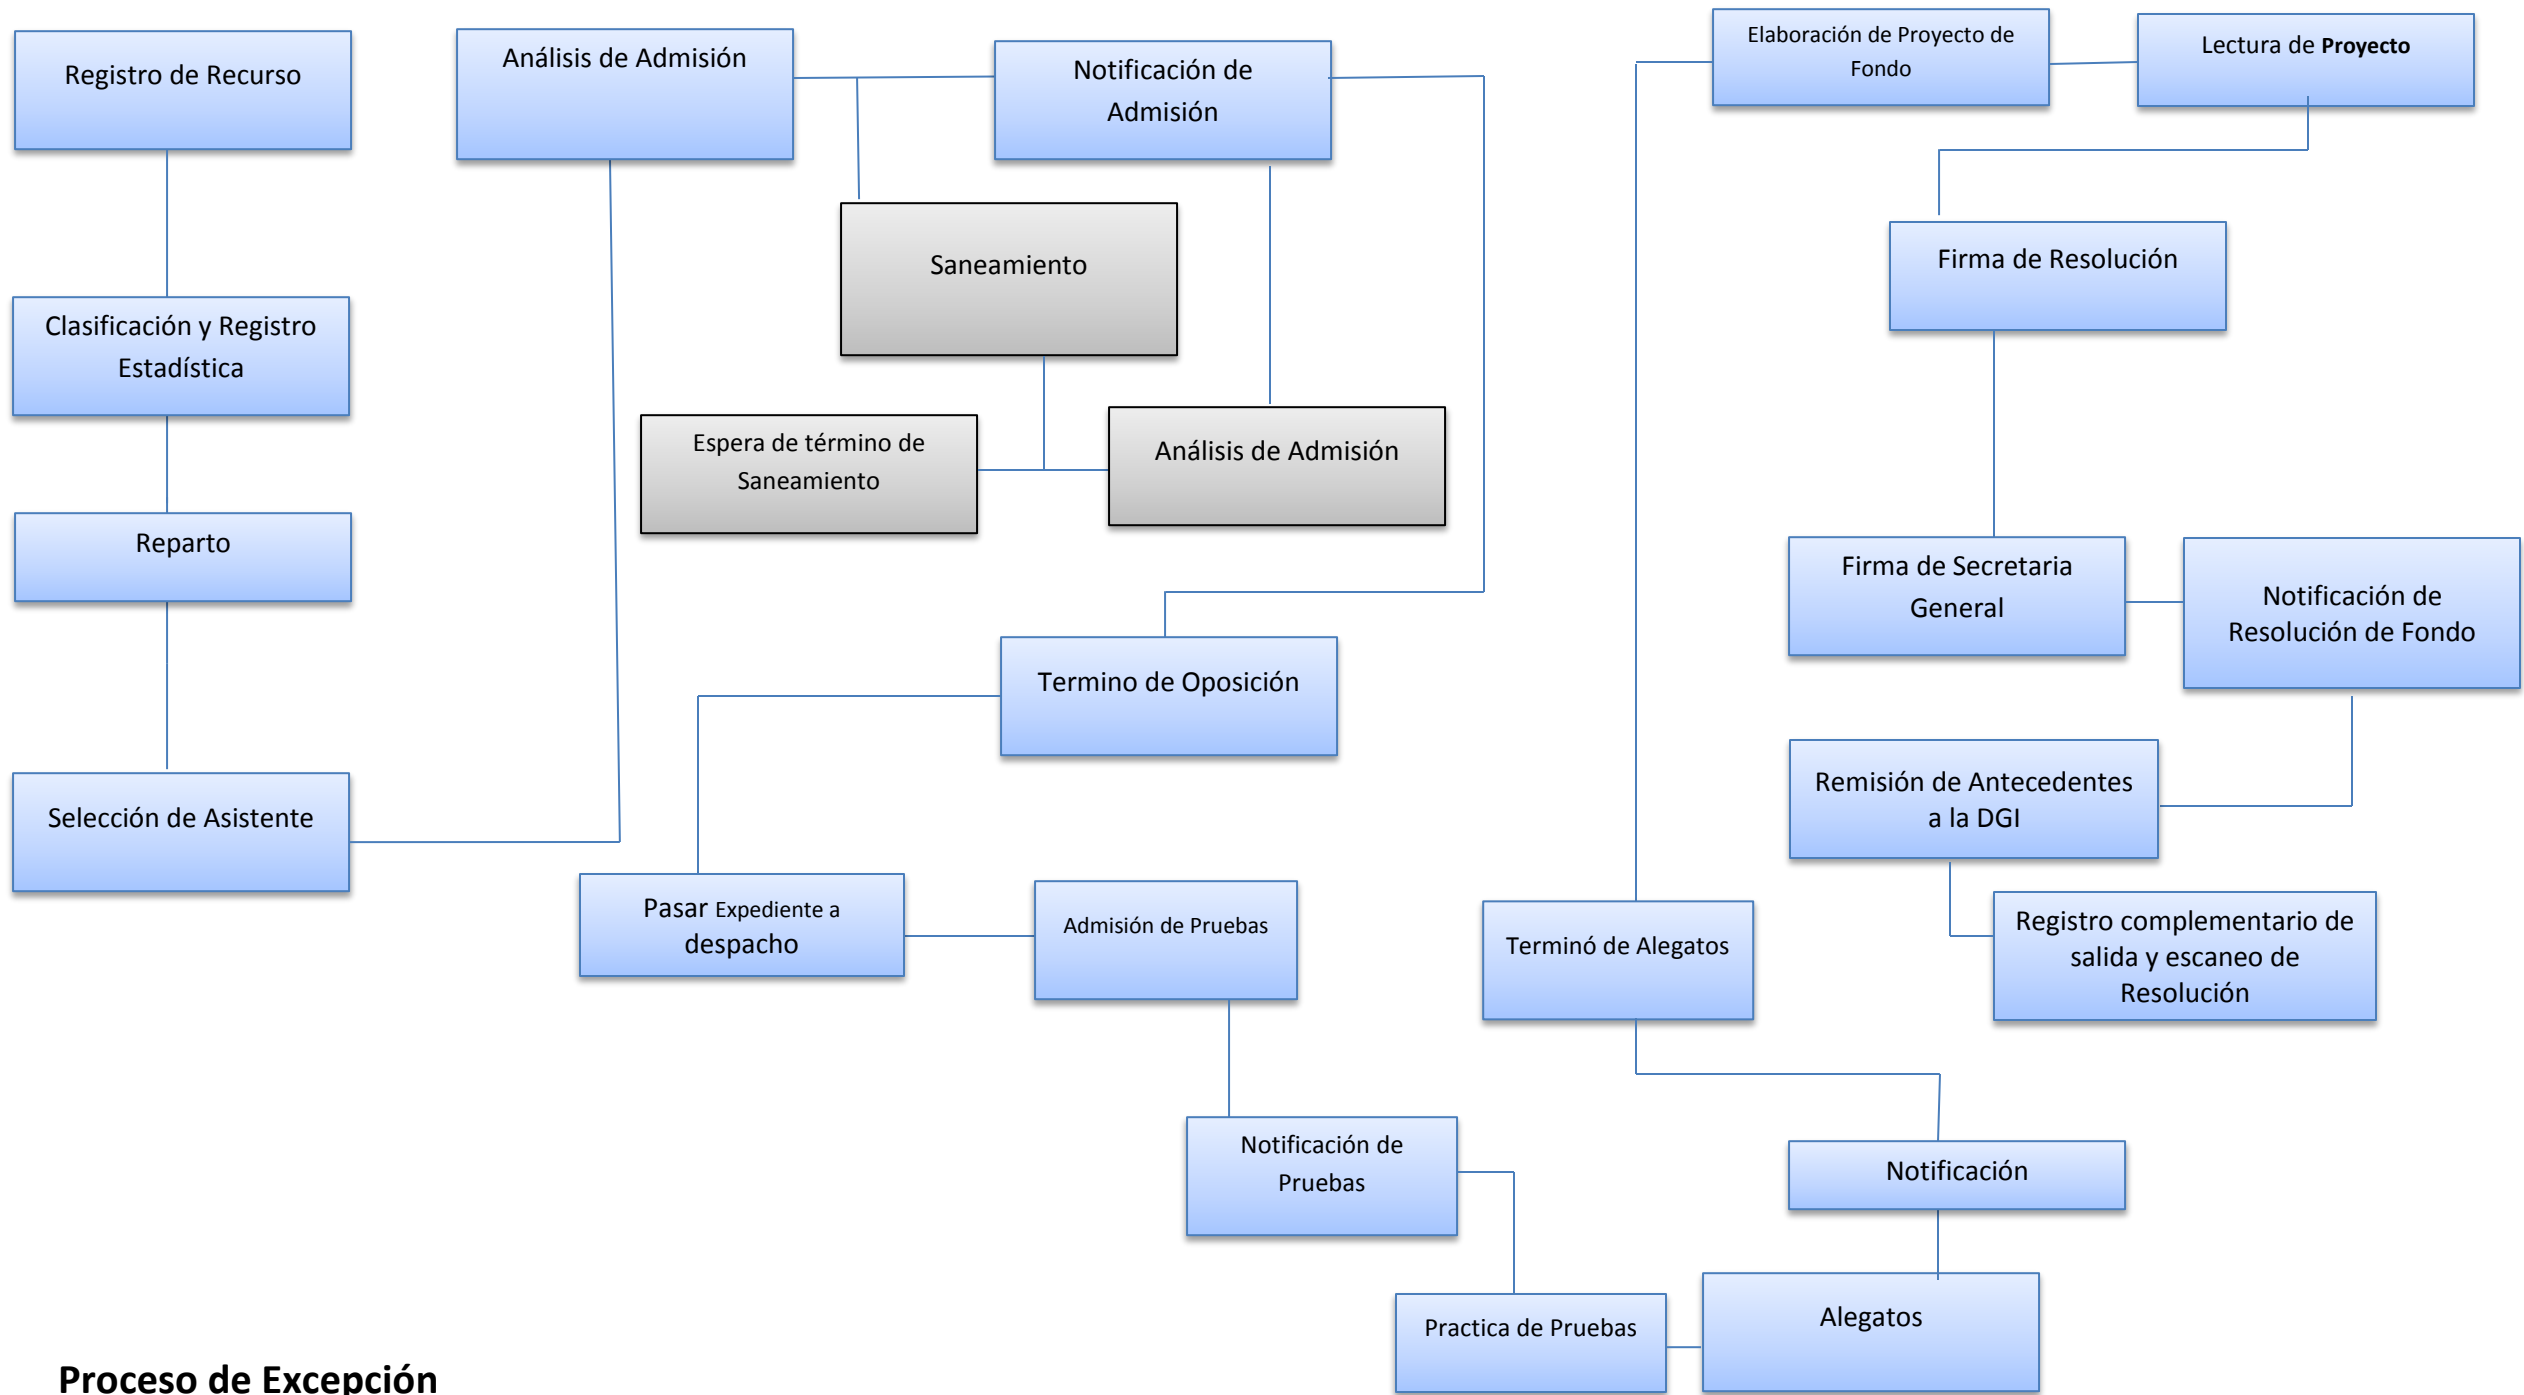 Registro de Recurso
Clasificación y Registro
Estadística
Reparto
Selección de Asistente
Análisis de Admisión
Notificación de
Admisión
Saneamiento
Espera de término de
Saneamiento
Análisis de Admisión
Termino de Oposición
Pasar Expediente a
despacho
Admisión de Pruebas
Notificación de
Pruebas
Practica de Pruebas
Alegatos
Notificación
Terminó de Alegatos
Elaboración de Proyecto de
Fondo
Lectura de Proyecto
Firma de Resolución
Firma de Secretaria
General
Notificación de
Resolución de Fondo
Remisión de Antecedentes
a la DGI
Registro complementario de
salida y escaneo de
Resolución
Proceso de Excepción